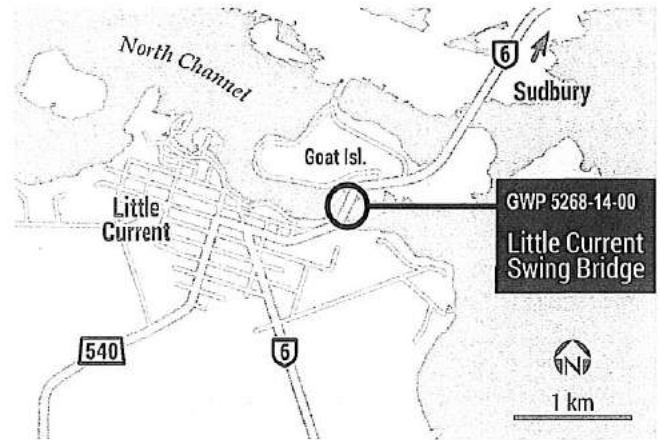 North Channel
6
Sudbury
Goat Isl.
GWP 5268-14-00
Little Current
Swing Bridge
Little
Current
540
6
N
1 km